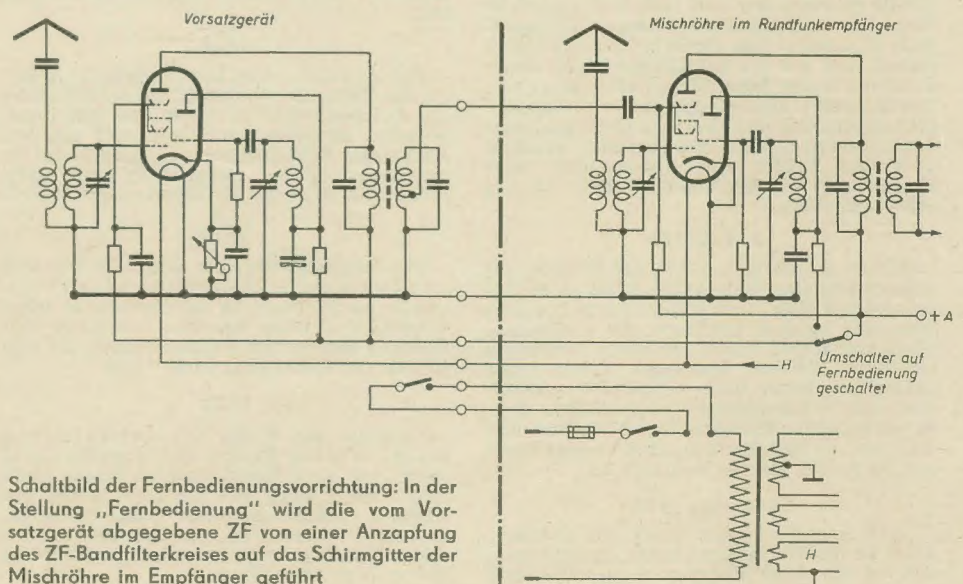 Vorsatzgerät
Mischröhre im Rundfunkempfänger
+A
H
Umschalter auf
Fernbedienung
geschaltet
H
Schaltbild der Fernbedienungsvorrichtung: In der
Stellung „Fernbedienung" wird die vom Vor-
satzgerät abgegebene ZF von einer Anzapfung
des ZF-Bandfilterkreises auf das Schirmgitter der
Mischröhre im Empfänger geführt